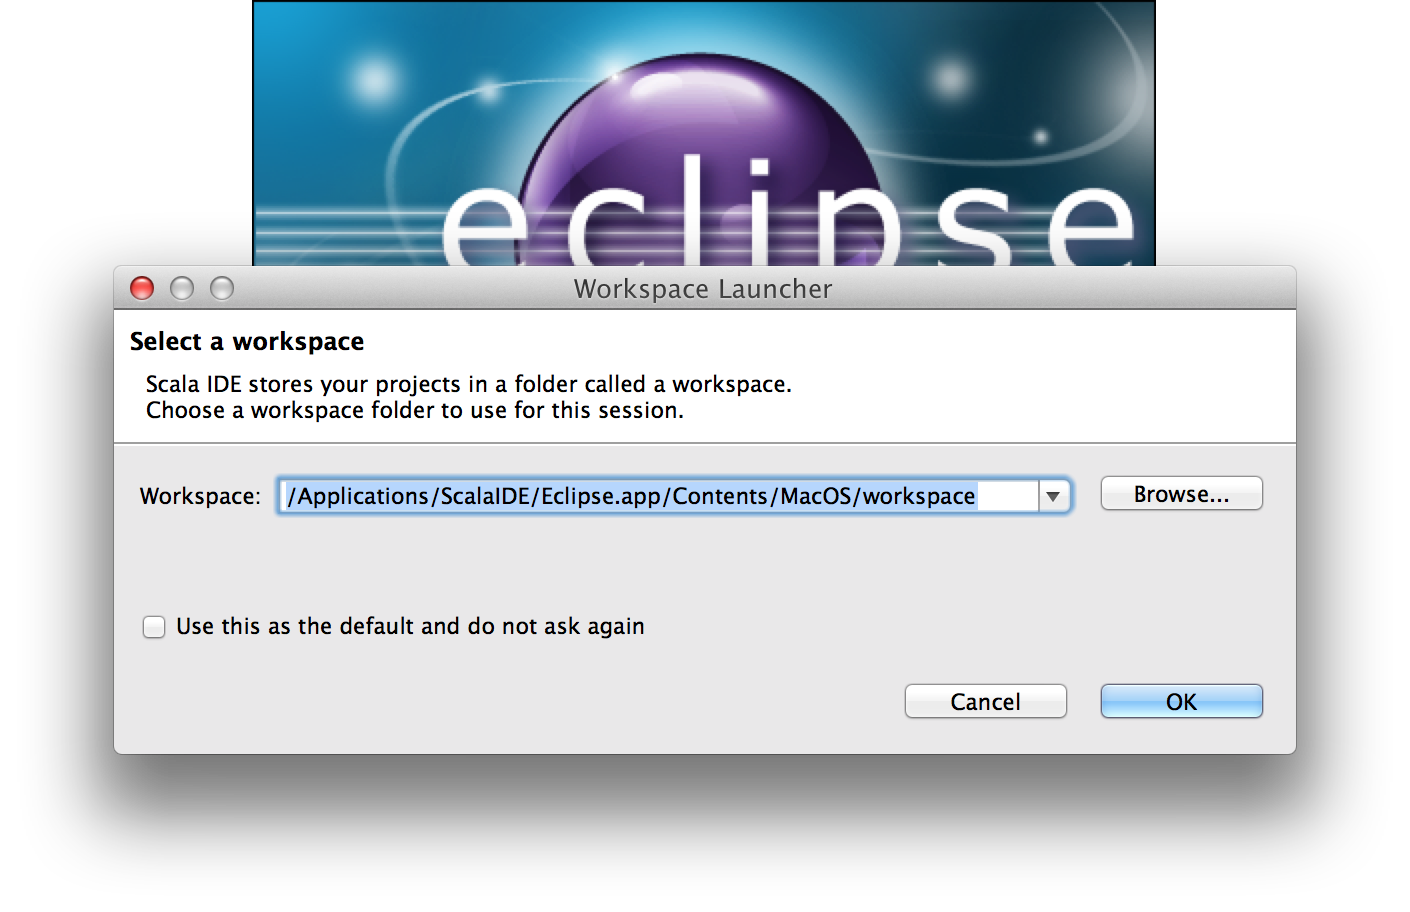 eclipse
Workspace Launcher
Select a workspace
Scala IDE stores your projects in a folder called a workspace.
Choose a workspace folder to use for this session.
Workspace: /Applications/ScalaIDE/Eclipse.app/Contents/MacOS/workspace Browse...
Use this as the default and do not ask again
Cancel OK